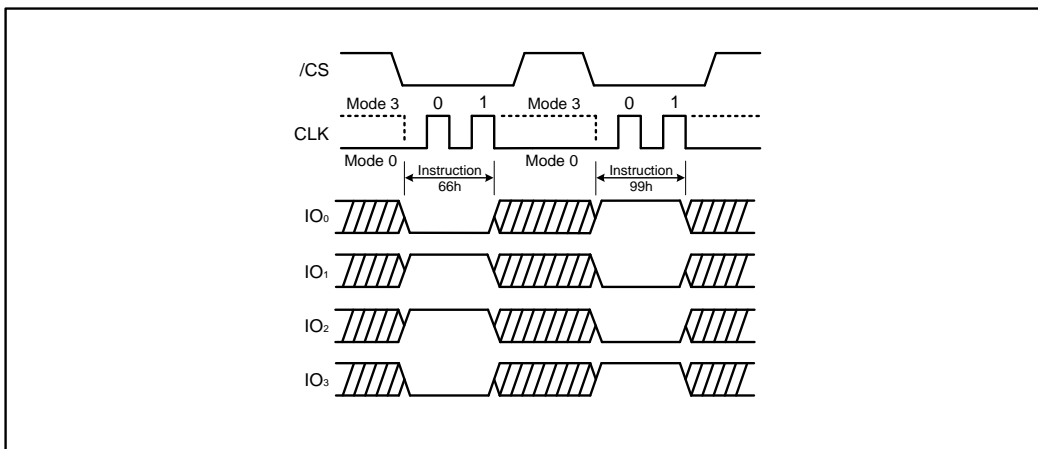 /CS
Mode 3 0 1 Mode 3 0 1
CLK
Mode 0 Mode 0
Instruction Instruction
66h 99h
IO₀
IO₁
IO₂
IO₃